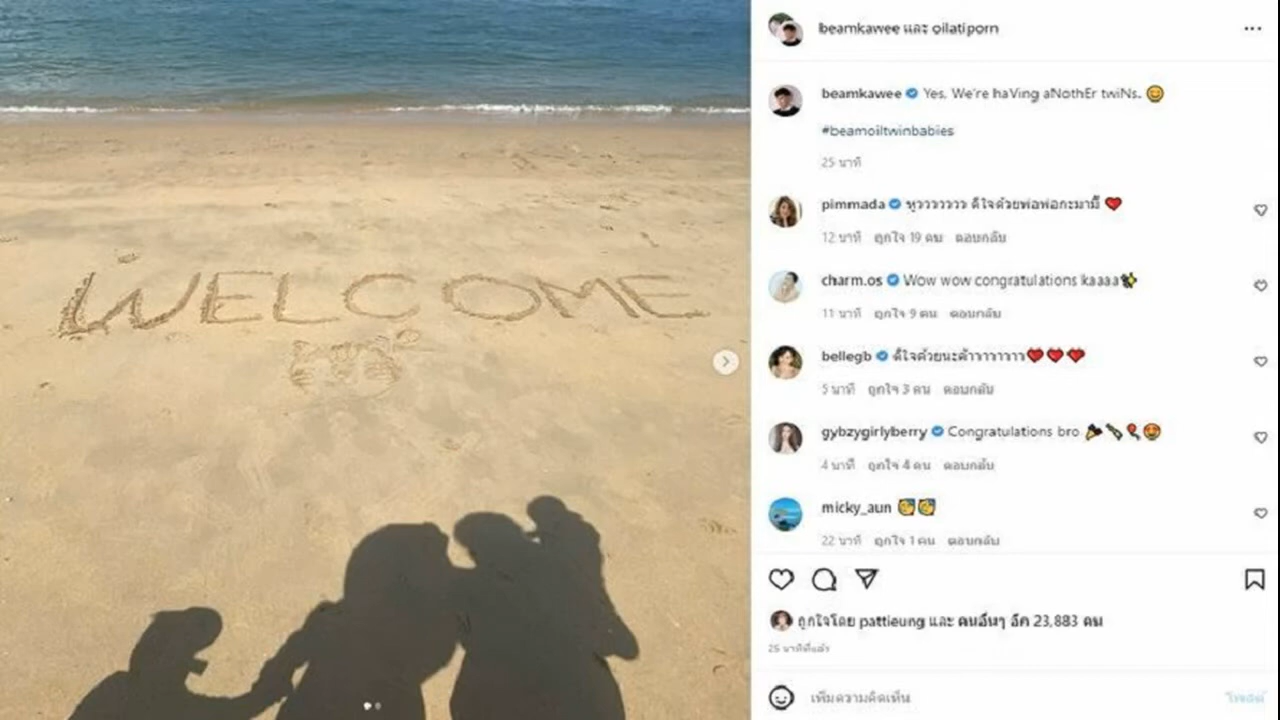 WELCOME
beamkawee และ oilatiporn
beamkawee Yes, We're haVing aNothEr twiNs. 😊
#beamoiltwinbabies
25 นาที
pimmada หูววววววว ดีใจด้วยพ่อพ่อกะมามี๊ ❤️
12 นาที ถูกใจ 19 คน ตอบกลับ
charm.os Wow wow congratulations kaaaa✨
11 นาที ถูกใจ 9 คน ตอบกลับ
bellegb ดีใจด้วยนะค้าาาาาาาา❤️❤️❤️
5 นาที ถูกใจ 3 คน ตอบกลับ
gybzygirlyberry Congratulations bro 🎉🍾🎈😍
4 นาที ถูกใจ 4 คน ตอบกลับ
micky_aun 🥳🥳
22 นาที ถูกใจ 1 คน ตอบกลับ
ถูกใจโดย pattieung และ คนอื่นๆ อีก 23,883 คน
25 นาทีที่แล้ว
เพิ่มความคิดเห็น
โพสต์